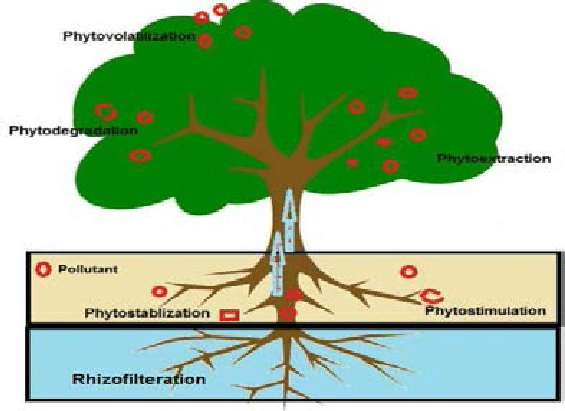 Phytovolatilization
Phytodegradation
Phytoextraction
Pollutant
Phytostablization
Phytostimulation
Rhizofilteration